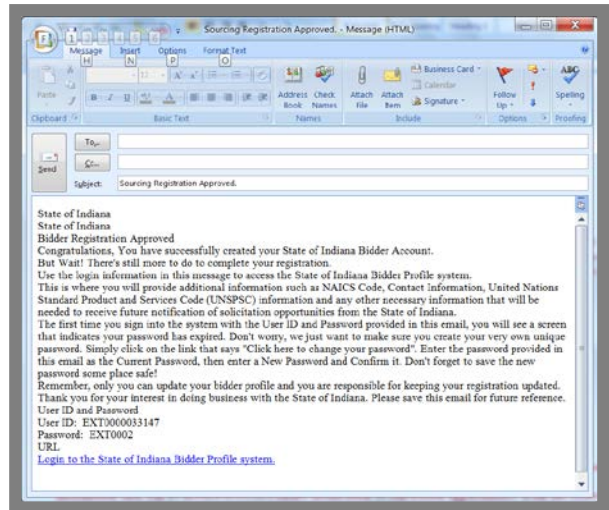 Sourcing Registration Approved. - Message (HTML)
1 2 3 4 5 6
Message Insert Options Format Text
F H N P O
Paste
B I U
Address Book
Check Names
Attach File
Attach Item
Business Card
Calendar
Signature
Follow Up
ABC
Spelling
Clipboard Basic Text Names Include Options Proofing
Send
To...
Cc...
Subject: Sourcing Registration Approved.
State of Indiana
State of Indiana
Bidder Registration Approved
Congratulations, You have successfully created your State of Indiana Bidder Account.
But Wait! There's still more to do to complete your registration.
Use the login information in this message to access the State of Indiana Bidder Profile system.
This is where you will provide additional information such as NAICS Code, Contact Information, United Nations
Standard Product and Services Code (UNSPSC) information and any other necessary information that will be
needed to receive future notification of solicitation opportunities from the State of Indiana.
The first time you sign into the system with the User ID and Password provided in this email, you will see a screen
that indicates your password has expired. Don't worry, we just want to make sure you create your very own unique
password. Simply click on the link that says "Click here to change your password". Enter the password provided in
this email as the Current Password, then enter a New Password and Confirm it. Don't forget to save the new
password some place safe!
Remember, only you can update your bidder profile and you are responsible for keeping your registration updated.
Thank you for your interest in doing business with the State of Indiana. Please save this email for future reference.
User ID and Password
User ID: EXT0000033147
Password: EXT0002
URL
Login to the State of Indiana Bidder Profile system.